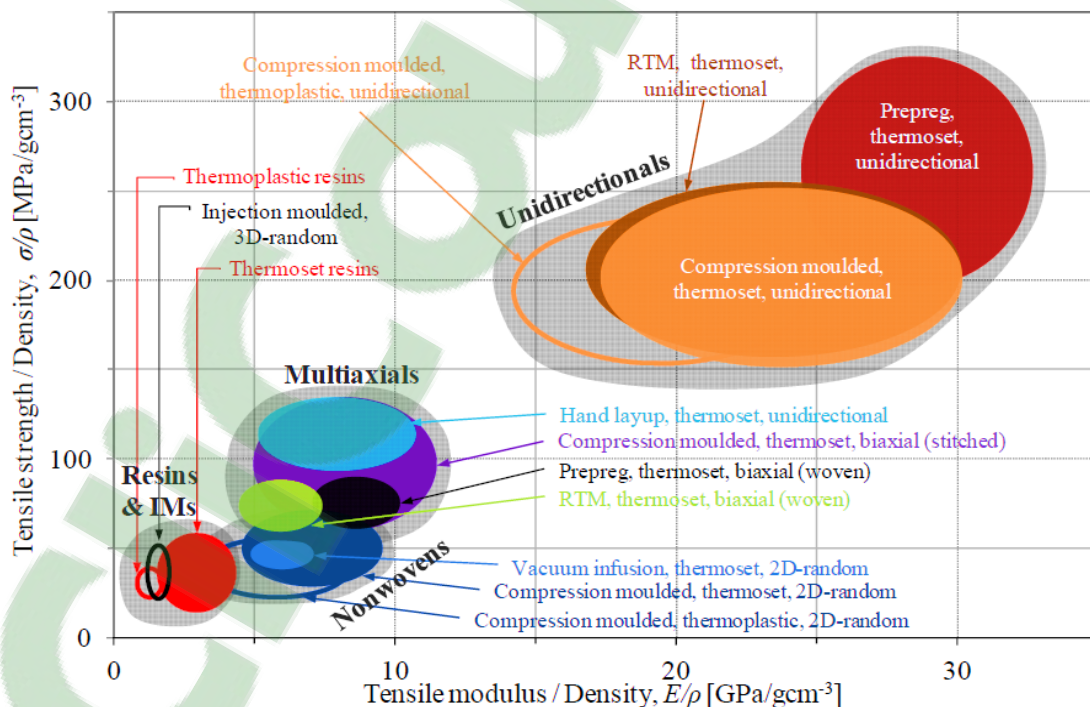 Compression moulded,
thermoplastic, unidirectional
RTM, thermoset,
unidirectional
Prepreg,
thermoset,
unidirectional
300
Unidirectionals
Thermoplastic resins
Injection moulded,
3D-random
Thermoset resins
Compression moulded,
thermoset, unidirectional
200
Multiaxials
Hand layup, thermoset, unidirectional
Compression moulded, thermoset, biaxial (stitched)
Prepreg, thermoset, biaxial (woven)
RTM, thermoset, biaxial (woven)
100
Resins
& IMs
Nonwovens
Vacuum infusion, thermoset, 2D-random
Compression moulded, thermoset, 2D-random
Compression moulded, thermoplastic, 2D-random
0
0 10 20 30
Tensile strength / Density, σ/ρ [MPa/gcm⁻³]
Tensile modulus / Density, E/ρ [GPa/gcm⁻³]